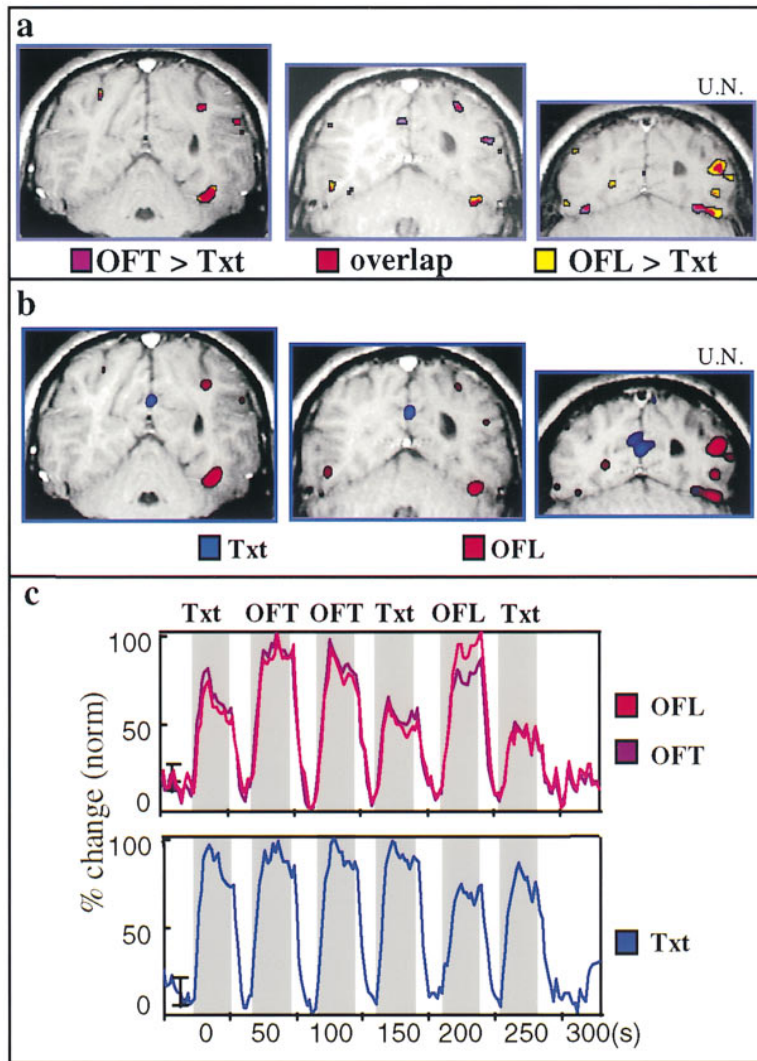 a
U.N.
OFT > Txt overlap OFL > Txt
b
U.N.
Txt OFL
c
Txt OFT OFT Txt OFL Txt
100
50
0
OFL
OFT
% change (norm)
100
50
0
Txt
0 50 100 150 200 250 300(s)